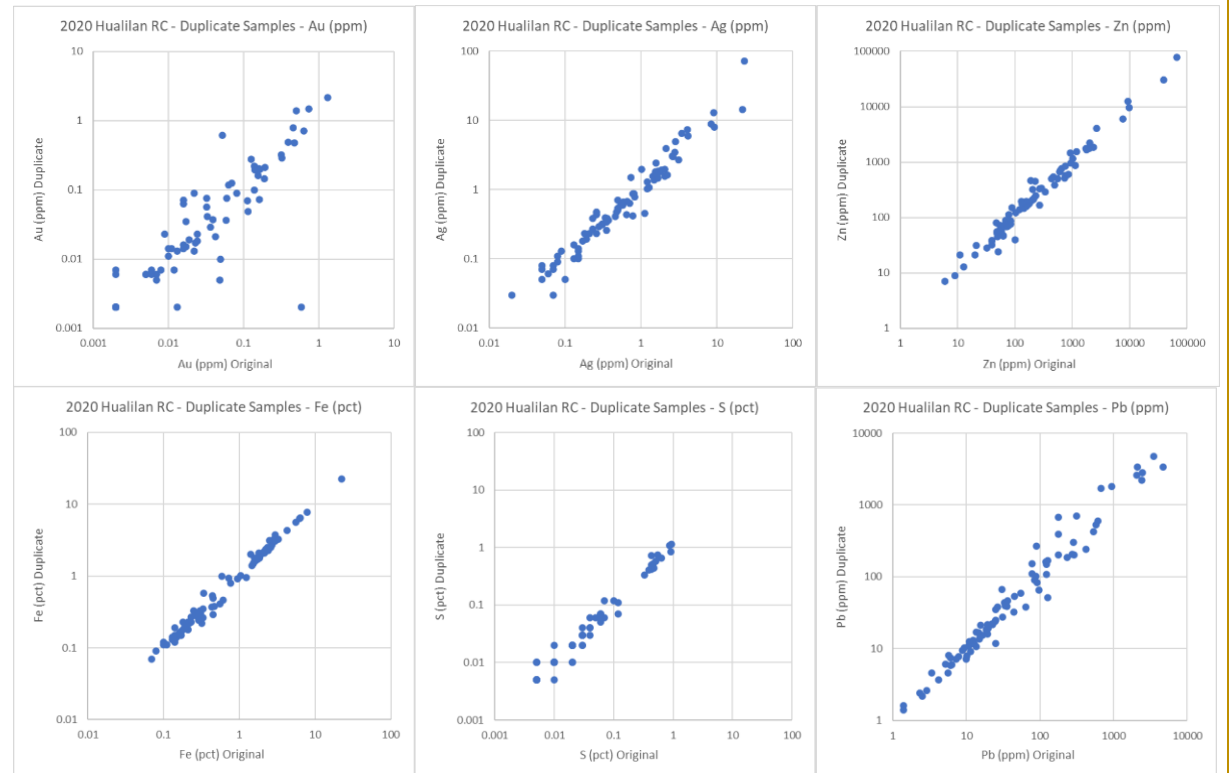 2020 Hualilan RC - Duplicate Samples - Au (ppm)
10
1
0.1
0.01
0.001
Au (ppm) Duplicate
0.001 0.01 0.1 1 10
Au (ppm) Original
2020 Hualilan RC - Duplicate Samples - Ag (ppm)
100
10
1
0.1
0.01
Ag (ppm) Duplicate
0.01 0.1 1 10 100
Ag (ppm) Original
2020 Hualilan RC - Duplicate Samples - Zn (ppm)
100000
10000
1000
100
10
1
Zn (ppm) Duplicate
1 10 100 1000 10000 100000
Zn (ppm) Original
2020 Hualilan RC - Duplicate Samples - Fe (pct)
100
10
1
0.1
0.01
Fe (pct) Duplicate
0.01 0.1 1 10 100
Fe (pct) Original
2020 Hualilan RC - Duplicate Samples - S (pct)
100
10
1
0.1
0.01
0.001
S (pct) Duplicate
0.001 0.01 0.1 1 10 100
S (pct) Original
2020 Hualilan RC - Duplicate Samples - Pb (ppm)
10000
1000
100
10
1
Pb (ppm) Duplicate
1 10 100 1000 10000
Pb (ppm) Original